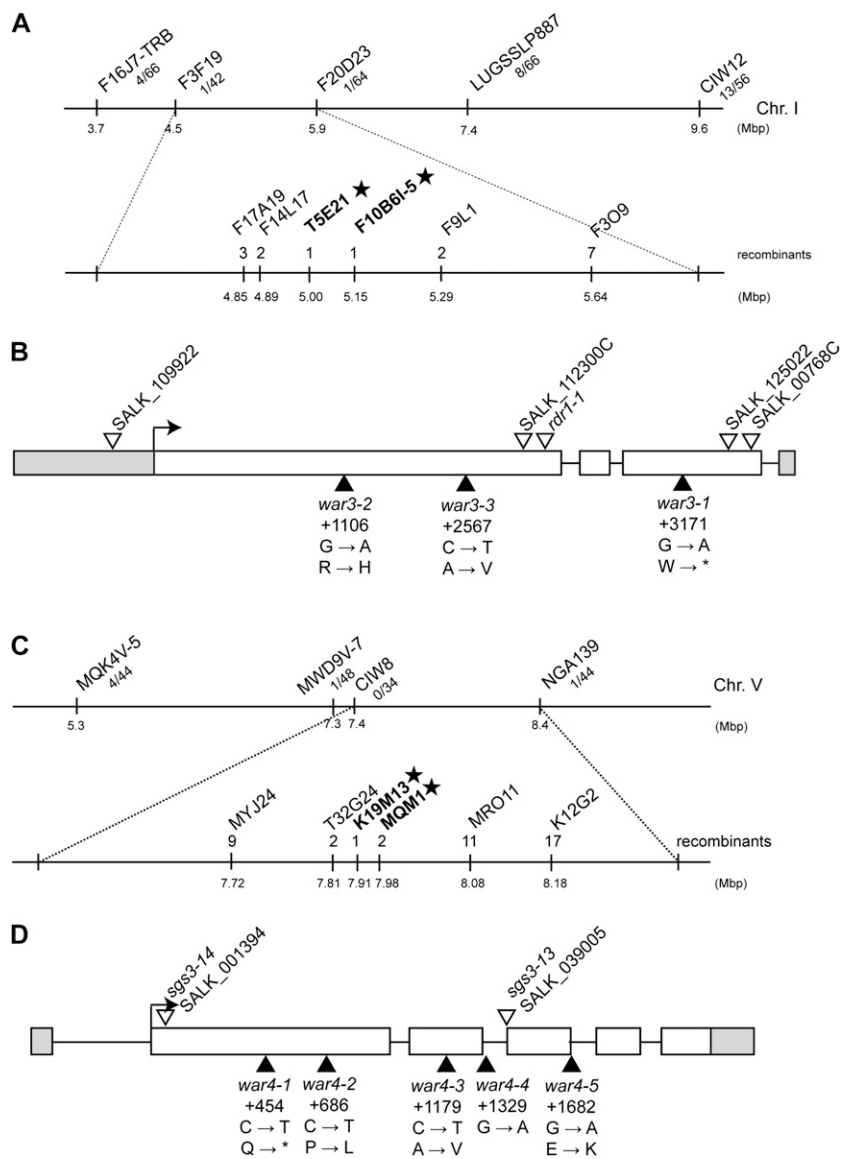 A
F16J7-TRB
4/66
F3F19
1/42
F20D23
1/64
LUGSSLP887
8/66
CIW12
13/56
Chr. I
3.7 4.5 5.9 7.4 9.6 (Mbp)
F17A19
F14L17
T5E21 ★
F10B6I-5 ★
F9L1
F3O9
3 2 1 1 2 7 recombinants
4.85 4.89 5.00 5.15 5.29 5.64 (Mbp)
B
SALK_109922
SALK_112300C
rdr1-1
SALK_125022
SALK_00768C
war3-2 war3-3 war3-1
+1106 +2567 +3171
G → A C → T G → A
R → H A → V W → *
C
MQK4V-5
4/44
MWD9V-7
1/48
CIW8
0/34
NGA139
1/44
Chr. V
5.3 7.3 7.4 8.4 (Mbp)
MYJ24
T32G24
K19M13 ★
MQM1 ★
MRO11
K12G2
9 2 1 2 11 17 recombinants
7.72 7.81 7.91 7.98 8.08 8.18 (Mbp)
D
sgs3-14
SALK_001394
sgs3-13
SALK_039005
war4-1 war4-2 war4-3 war4-4 war4-5
+454 +686 +1179 +1329 +1682
C → T C → T C → T G → A G → A
Q → * P → L A → V E → K